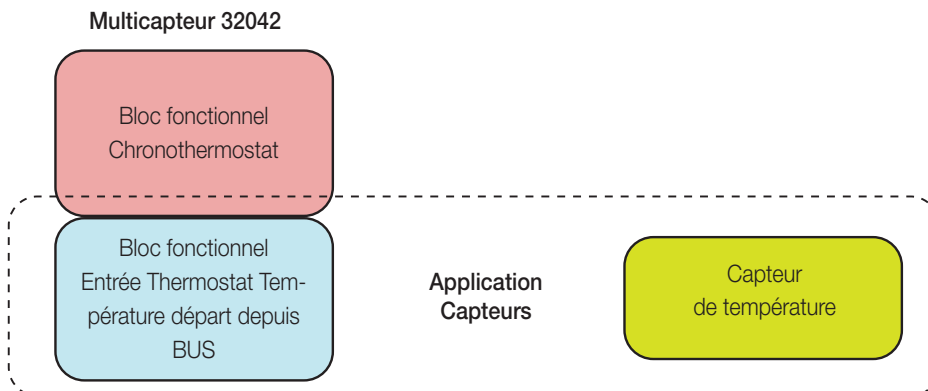 Multicapteur 32042
Bloc fonctionnel
Chronothermostat
Bloc fonctionnel
Entrée Thermostat Tem-
pérature départ depuis
BUS
Application
Capteurs
Capteur
de température